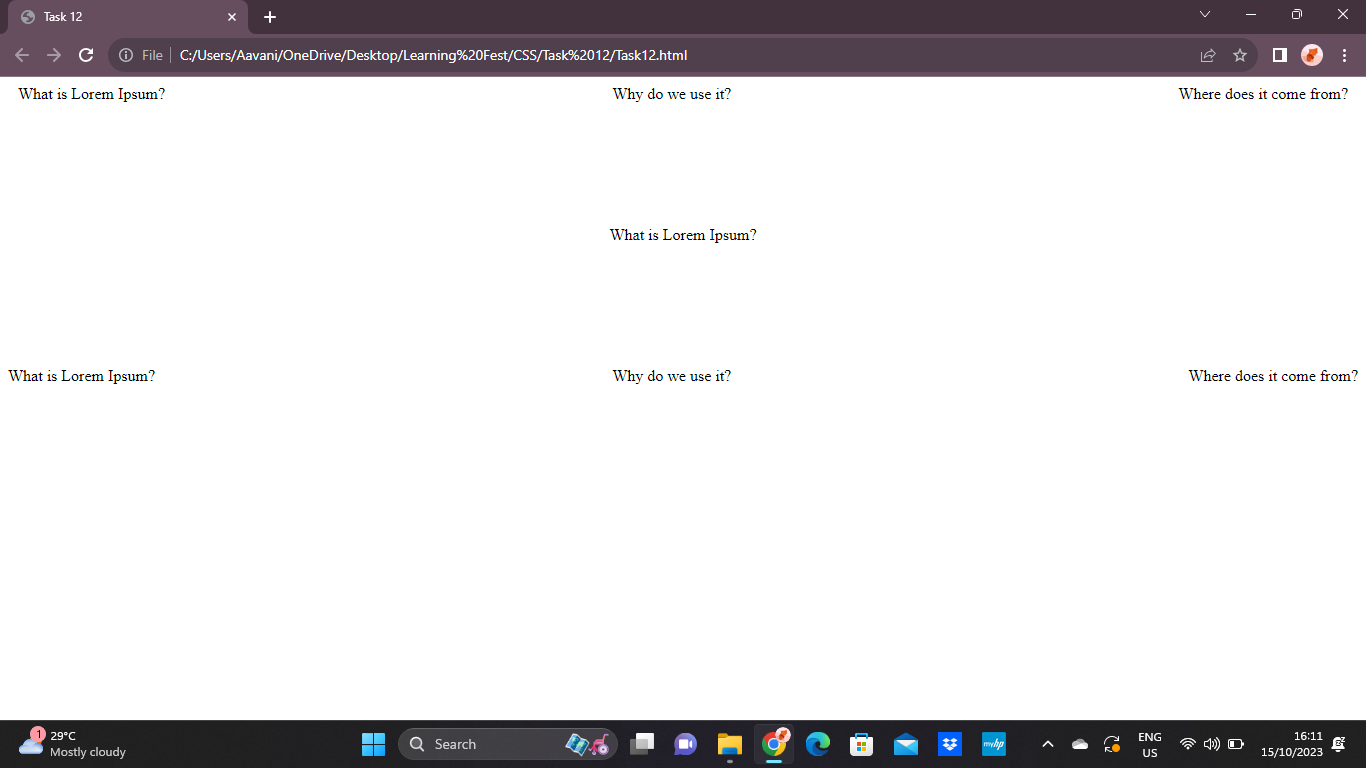 Task 12
File C:/Users/Aavani/OneDrive/Desktop/Learning%20Fest/CSS/Task%2012/Task12.html
What is Lorem Ipsum? Why do we use it? Where does it come from?
What is Lorem Ipsum?
What is Lorem Ipsum? Why do we use it? Where does it come from?
1 29°C
Mostly cloudy
Search
myhp
ENG
US
16:11
15/10/2023